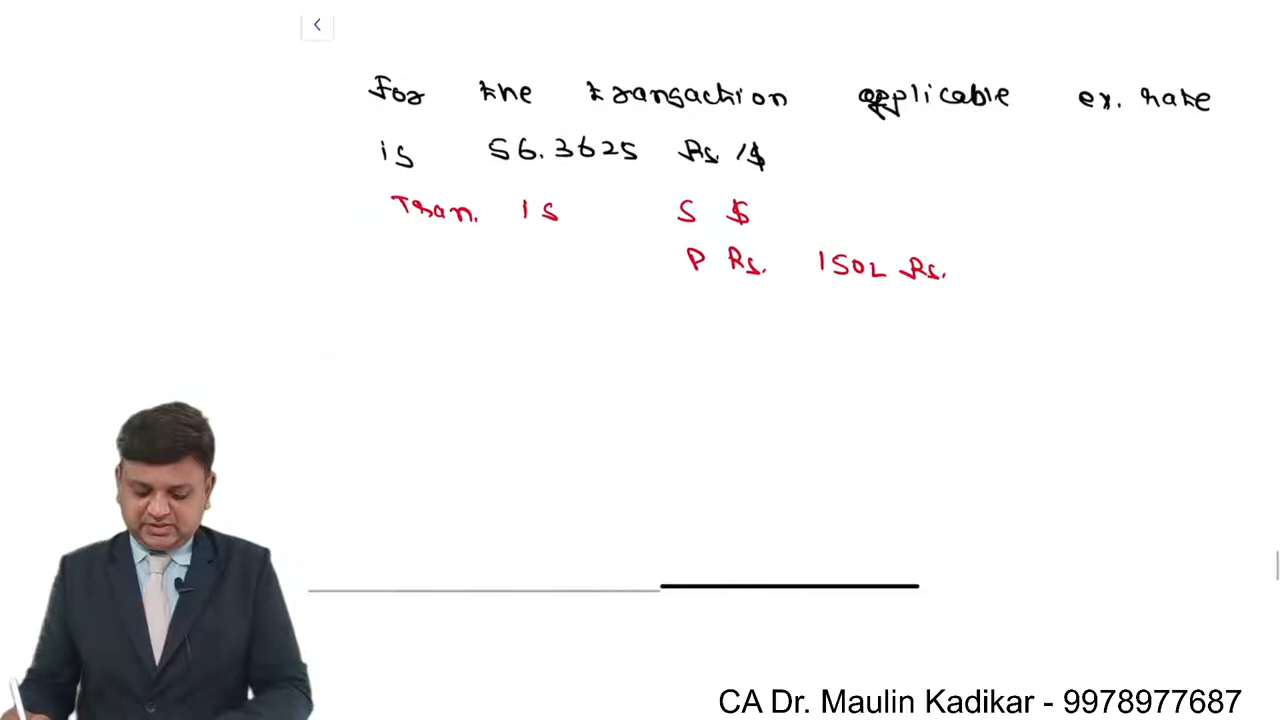 For the transaction applicable ex. rate
is 56.3625 Rs /$
Tran. is S $
P Rs. 150L Rs.
CA Dr. Maulin Kadikar - 9978977687